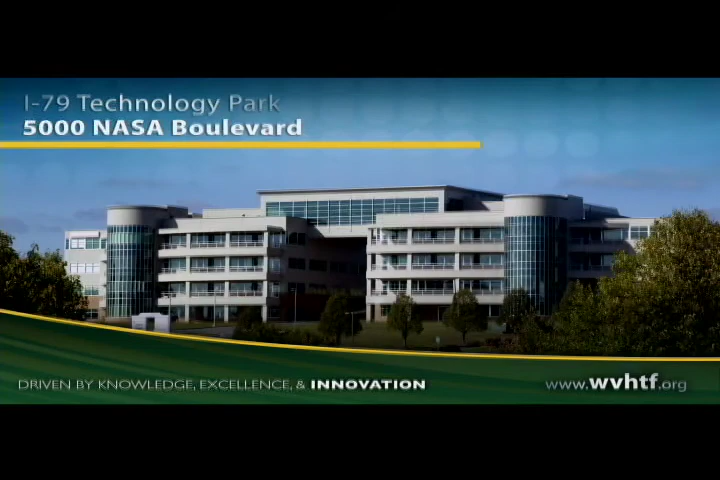 I-79 Technology Park
5000 NASA Boulevard
DRIVEN BY KNOWLEDGE, EXCELLENCE, & INNOVATION
www.wvhtf.org